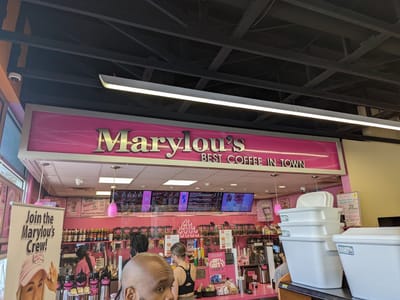 Marylou's
BEST COFFEE IN TOWN
Join the
Marylou's
Crew!